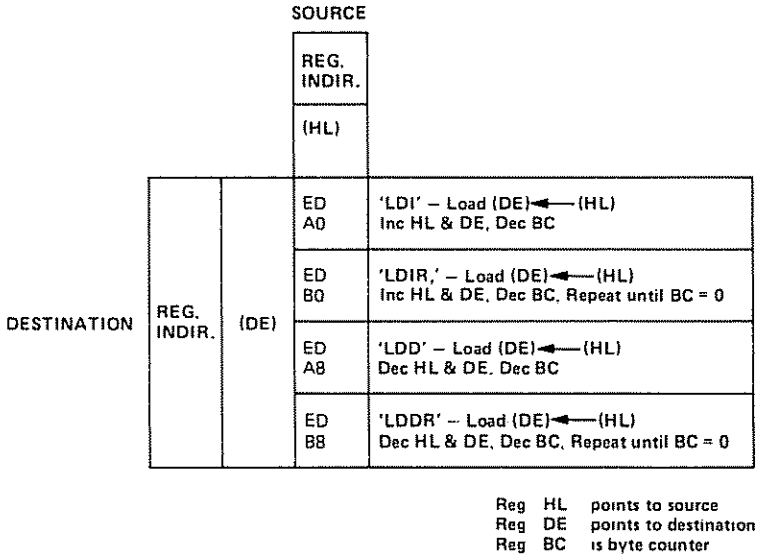 SOURCE
REG.
INDIR.
(HL)
ED 'LDI' – Load (DE)◄—(HL)
A0 Inc HL & DE, Dec BC
ED 'LDIR,' – Load (DE)◄—(HL)
B0 Inc HL & DE, Dec BC, Repeat until BC = 0
DESTINATION
REG.
INDIR.
(DE)
ED 'LDD' – Load (DE)◄—(HL)
A8 Dec HL & DE, Dec BC
ED 'LDDR' – Load (DE)◄—(HL)
B8 Dec HL & DE, Dec BC, Repeat until BC = 0
Reg HL points to source
Reg DE points to destination
Reg BC is byte counter